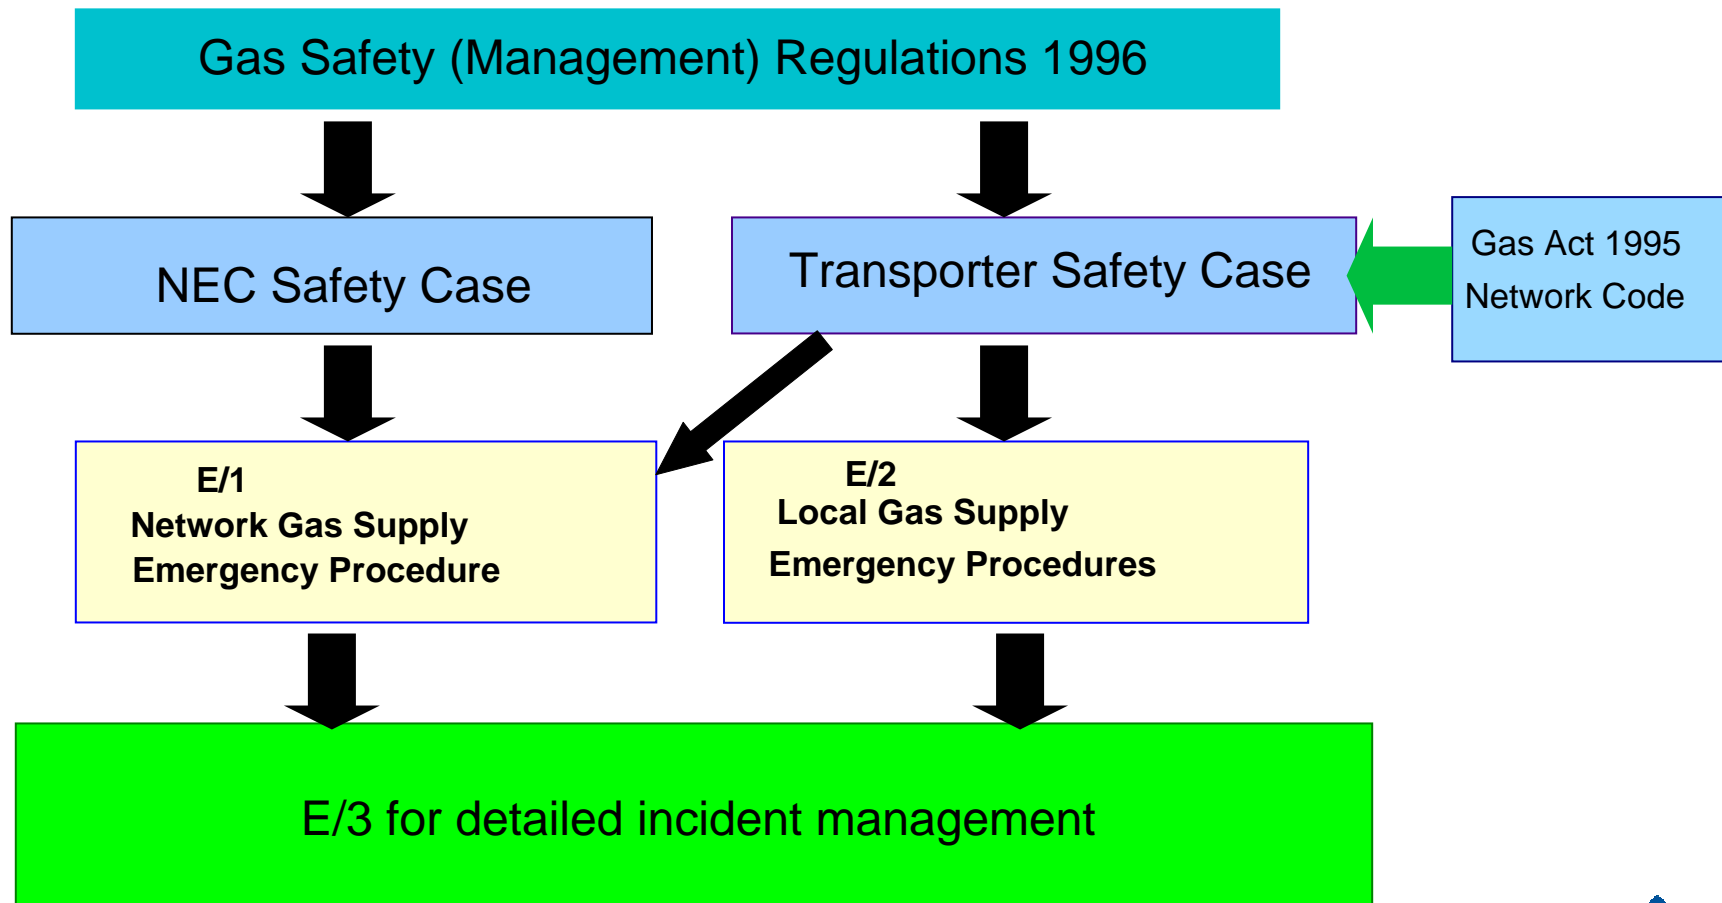 Gas Safety (Management) Regulations 1996
NEC Safety Case
Transporter Safety Case
Gas Act 1995
Network Code
E/1
Network Gas Supply
Emergency Procedure
E/2
Local Gas Supply
Emergency Procedures
E/3 for detailed incident management